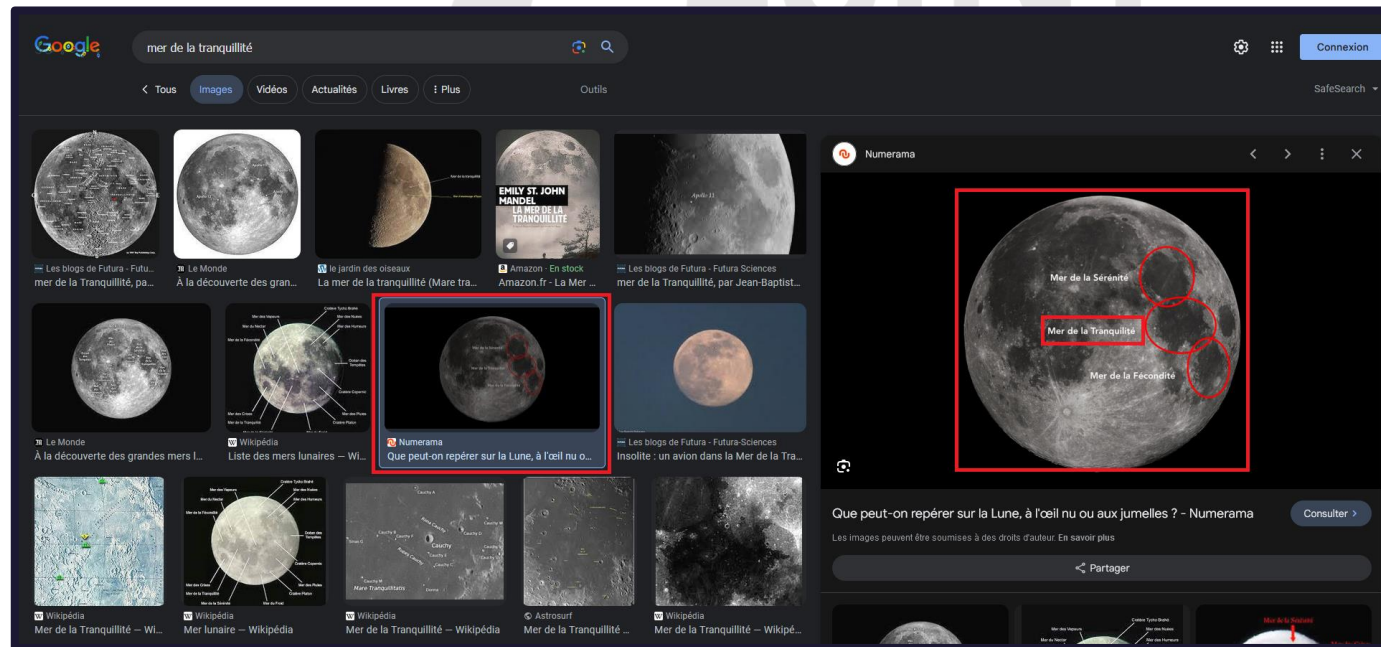 Google
mer de la tranquillité
Connexion
Tous
Images
Vidéos
Actualités
Livres
Plus
Outils
SafeSearch
Apollo 11
EMILY ST. JOHN
MANDEL
LA MER DE LA
TRANQUILLITÉ
Les blogs de Futura - Futu...
mer de la Tranquillité, pa...
Le Monde
À la découverte des gran...
le jardin des oiseaux
La mer de la tranquillité (Mare tra...
Amazon · En stock
Amazon.fr - La Mer ...
Les blogs de Futura - Futura Sciences
mer de la Tranquillité, par Jean-Baptist...
Le Monde
À la découverte des grandes mers l...
Wikipédia
Liste des mers lunaires — Wi...
Numerama
Que peut-on repérer sur la Lune, à l'œil nu o...
Les blogs de Futura - Futura-Sciences
Insolite : un avion dans la Mer de la Tra...
Cauchy
Mare Tranquillitatis
Wikipédia
Mer de la Tranquillité — Wi...
Wikipédia
Mer lunaire — Wikipédia
Wikipédia
Mer de la Tranquillité — Wikipédia
Astrosurf
Mer de la Tranquillité ...
Wikipédia
Mer de la Tranquillité — Wikipé...
Numerama
Mer de la Sérénité
Mer de la Tranquilité
Mer de la Fécondité
Que peut-on repérer sur la Lune, à l'œil nu ou aux jumelles ? - Numerama
Consulter
Les images peuvent être soumises à des droits d'auteur. En savoir plus
Partager